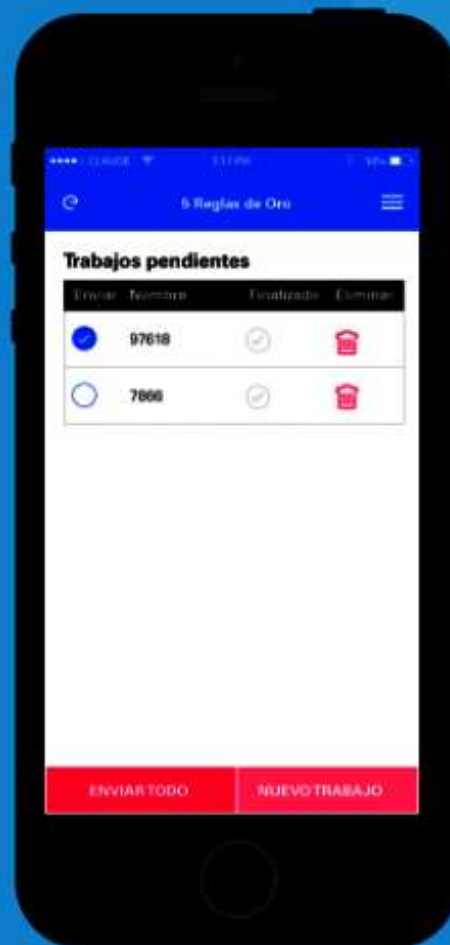 5 Reglas de Oro
Trabajos pendientes
Enviar Nombre Finalizado Eliminar
97618
7866
ENVIAR TODO NUEVO TRABAJO